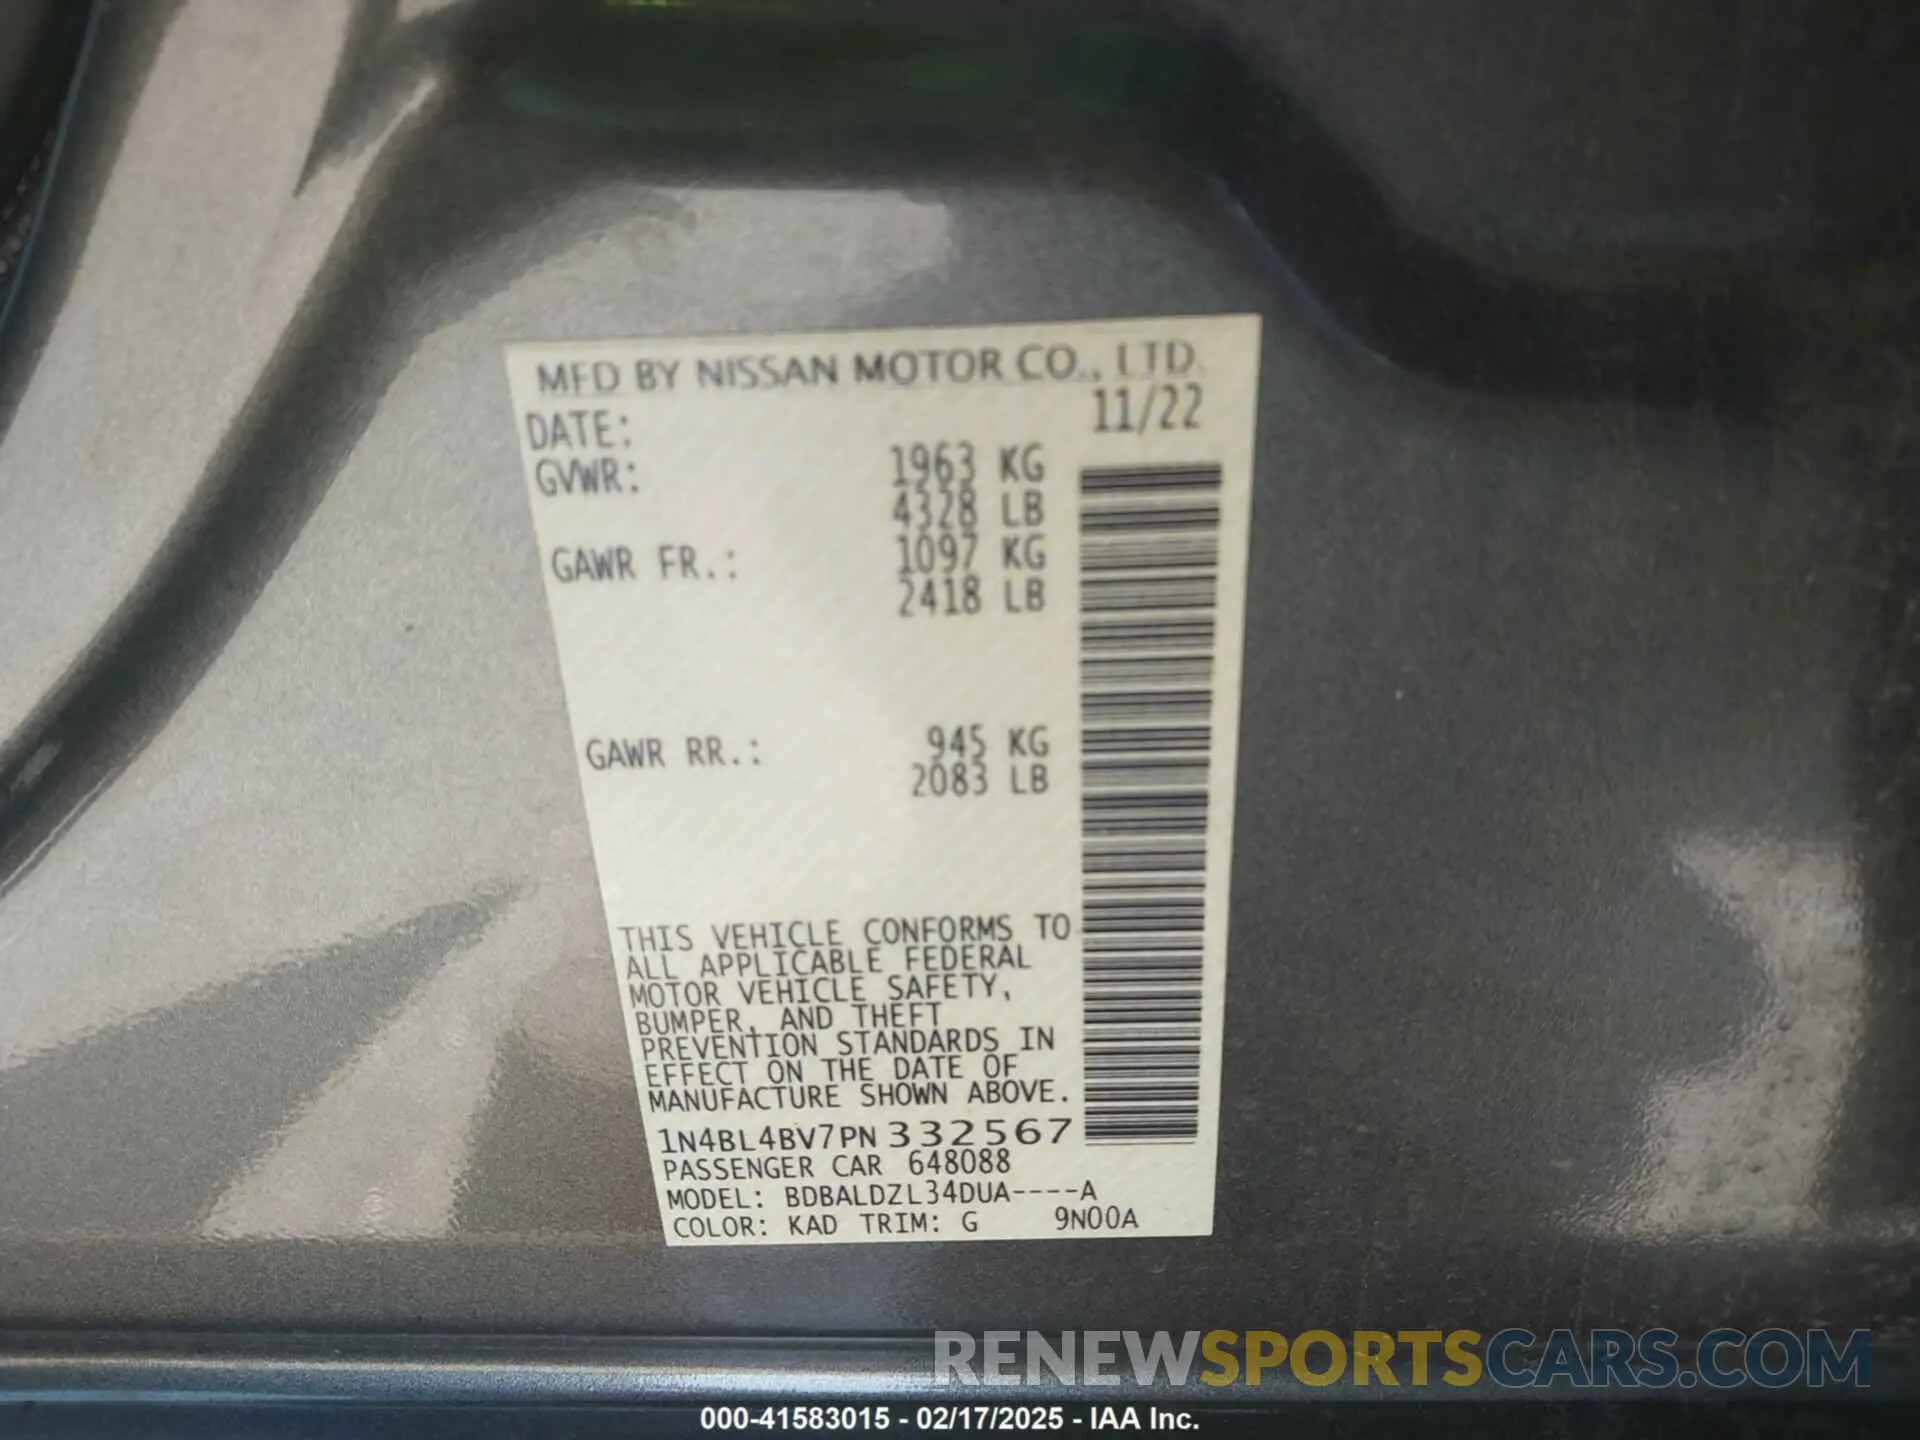 MFD BY NISSAN MOTOR CO., LTD.
DATE: 11/22
GVWR: 1963 KG
4328 LB
GAWR FR.: 1097 KG
2418 LB
GAWR RR.: 945 KG
2083 LB
THIS VEHICLE CONFORMS TO
ALL APPLICABLE FEDERAL
MOTOR VEHICLE SAFETY,
BUMPER, AND THEFT
PREVENTION STANDARDS IN
EFFECT ON THE DATE OF
MANUFACTURE SHOWN ABOVE.
1N4BL4BV7PN332567
PASSENGER CAR 648088
MODEL: BDBALDZL34DUA----A
COLOR: KAD TRIM: G 9N00A
RENEWSPORTSCARS.COM
000-41583015 - 02/17/2025 - IAA Inc.